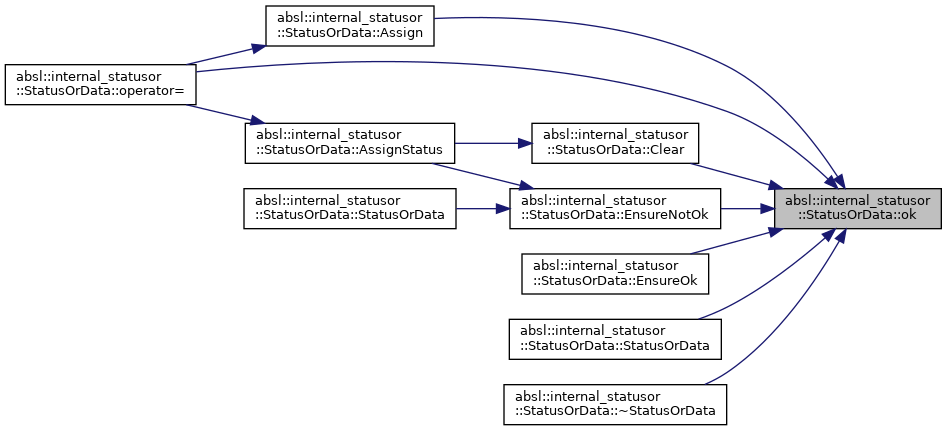 absl::internal_statusor
::StatusOrData::Assign
absl::internal_statusor
::StatusOrData::operator=
absl::internal_statusor
::StatusOrData::AssignStatus
absl::internal_statusor
::StatusOrData::Clear
absl::internal_statusor
::StatusOrData::StatusOrData
absl::internal_statusor
::StatusOrData::EnsureNotOk
absl::internal_statusor
::StatusOrData::ok
absl::internal_statusor
::StatusOrData::EnsureOk
absl::internal_statusor
::StatusOrData::StatusOrData
absl::internal_statusor
::StatusOrData::~StatusOrData